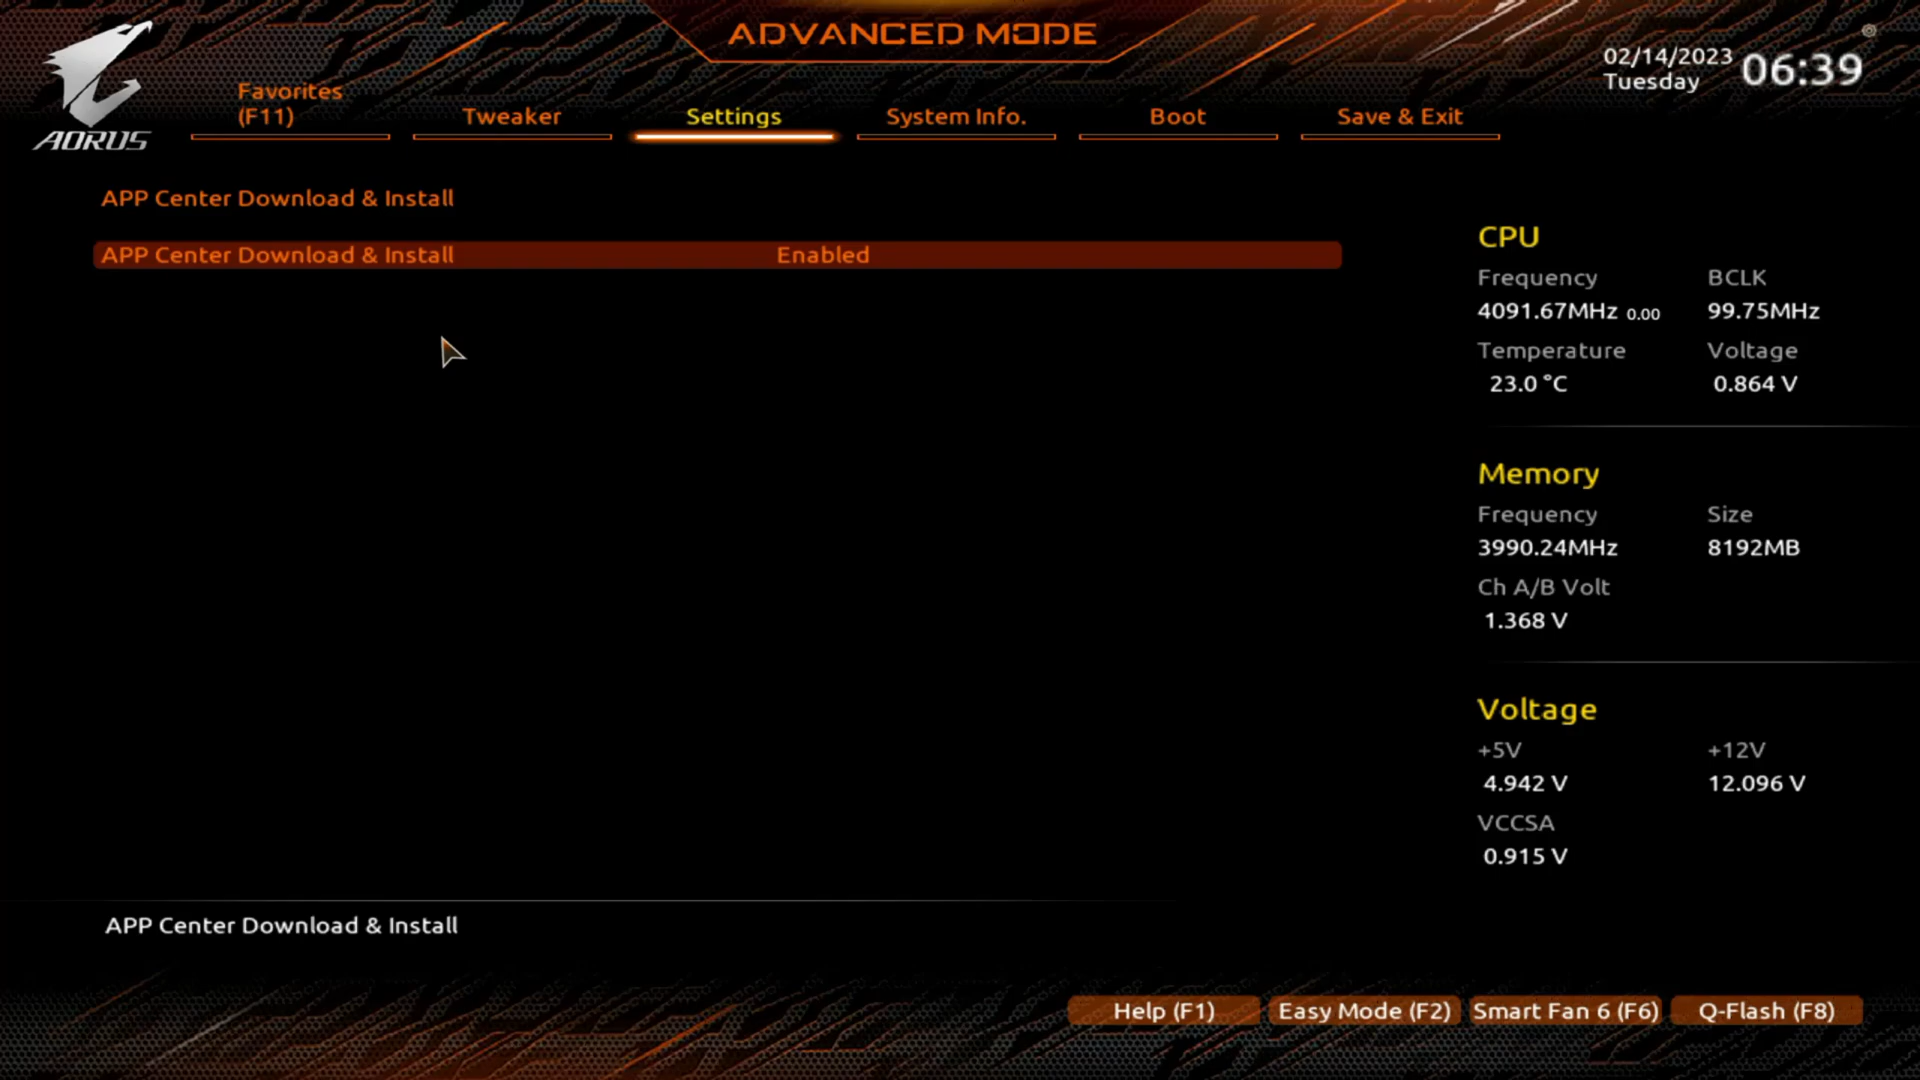 ADVANCED MODE
AORUS
02/14/2023
Tuesday
06:39
Favorites
(F11)
Tweaker
Settings
System Info.
Boot
Save & Exit
APP Center Download & Install
APP Center Download & Install Enabled
CPU
Frequency BCLK
4091.67MHz 0.00 99.75MHz
Temperature Voltage
23.0 °C 0.864 V
Memory
Frequency Size
3990.24MHz 8192MB
Ch A/B Volt
1.368 V
Voltage
+5V +12V
4.942 V 12.096 V
VCCSA
0.915 V
APP Center Download & Install
Help (F1) Easy Mode (F2) Smart Fan 6 (F6) Q-Flash (F8)